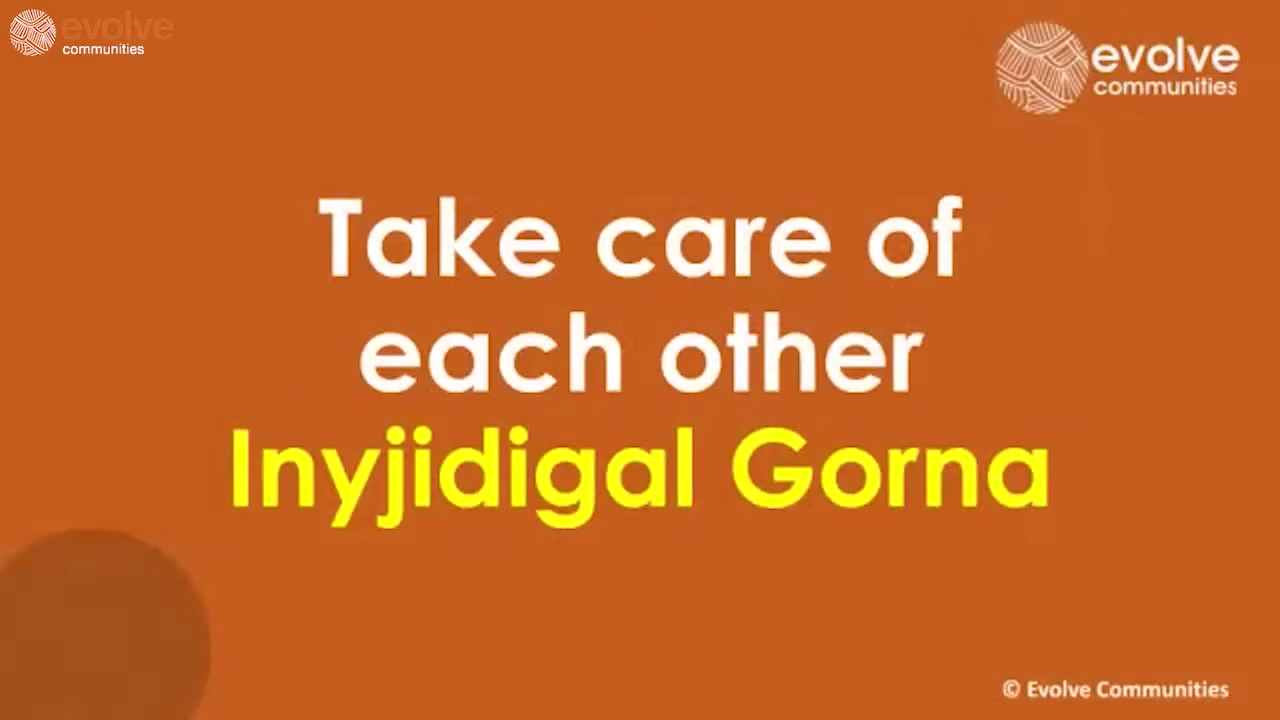 evolve
communities
evolve
communities
Take care of
each other
Inyjidigal Gorna
© Evolve Communities